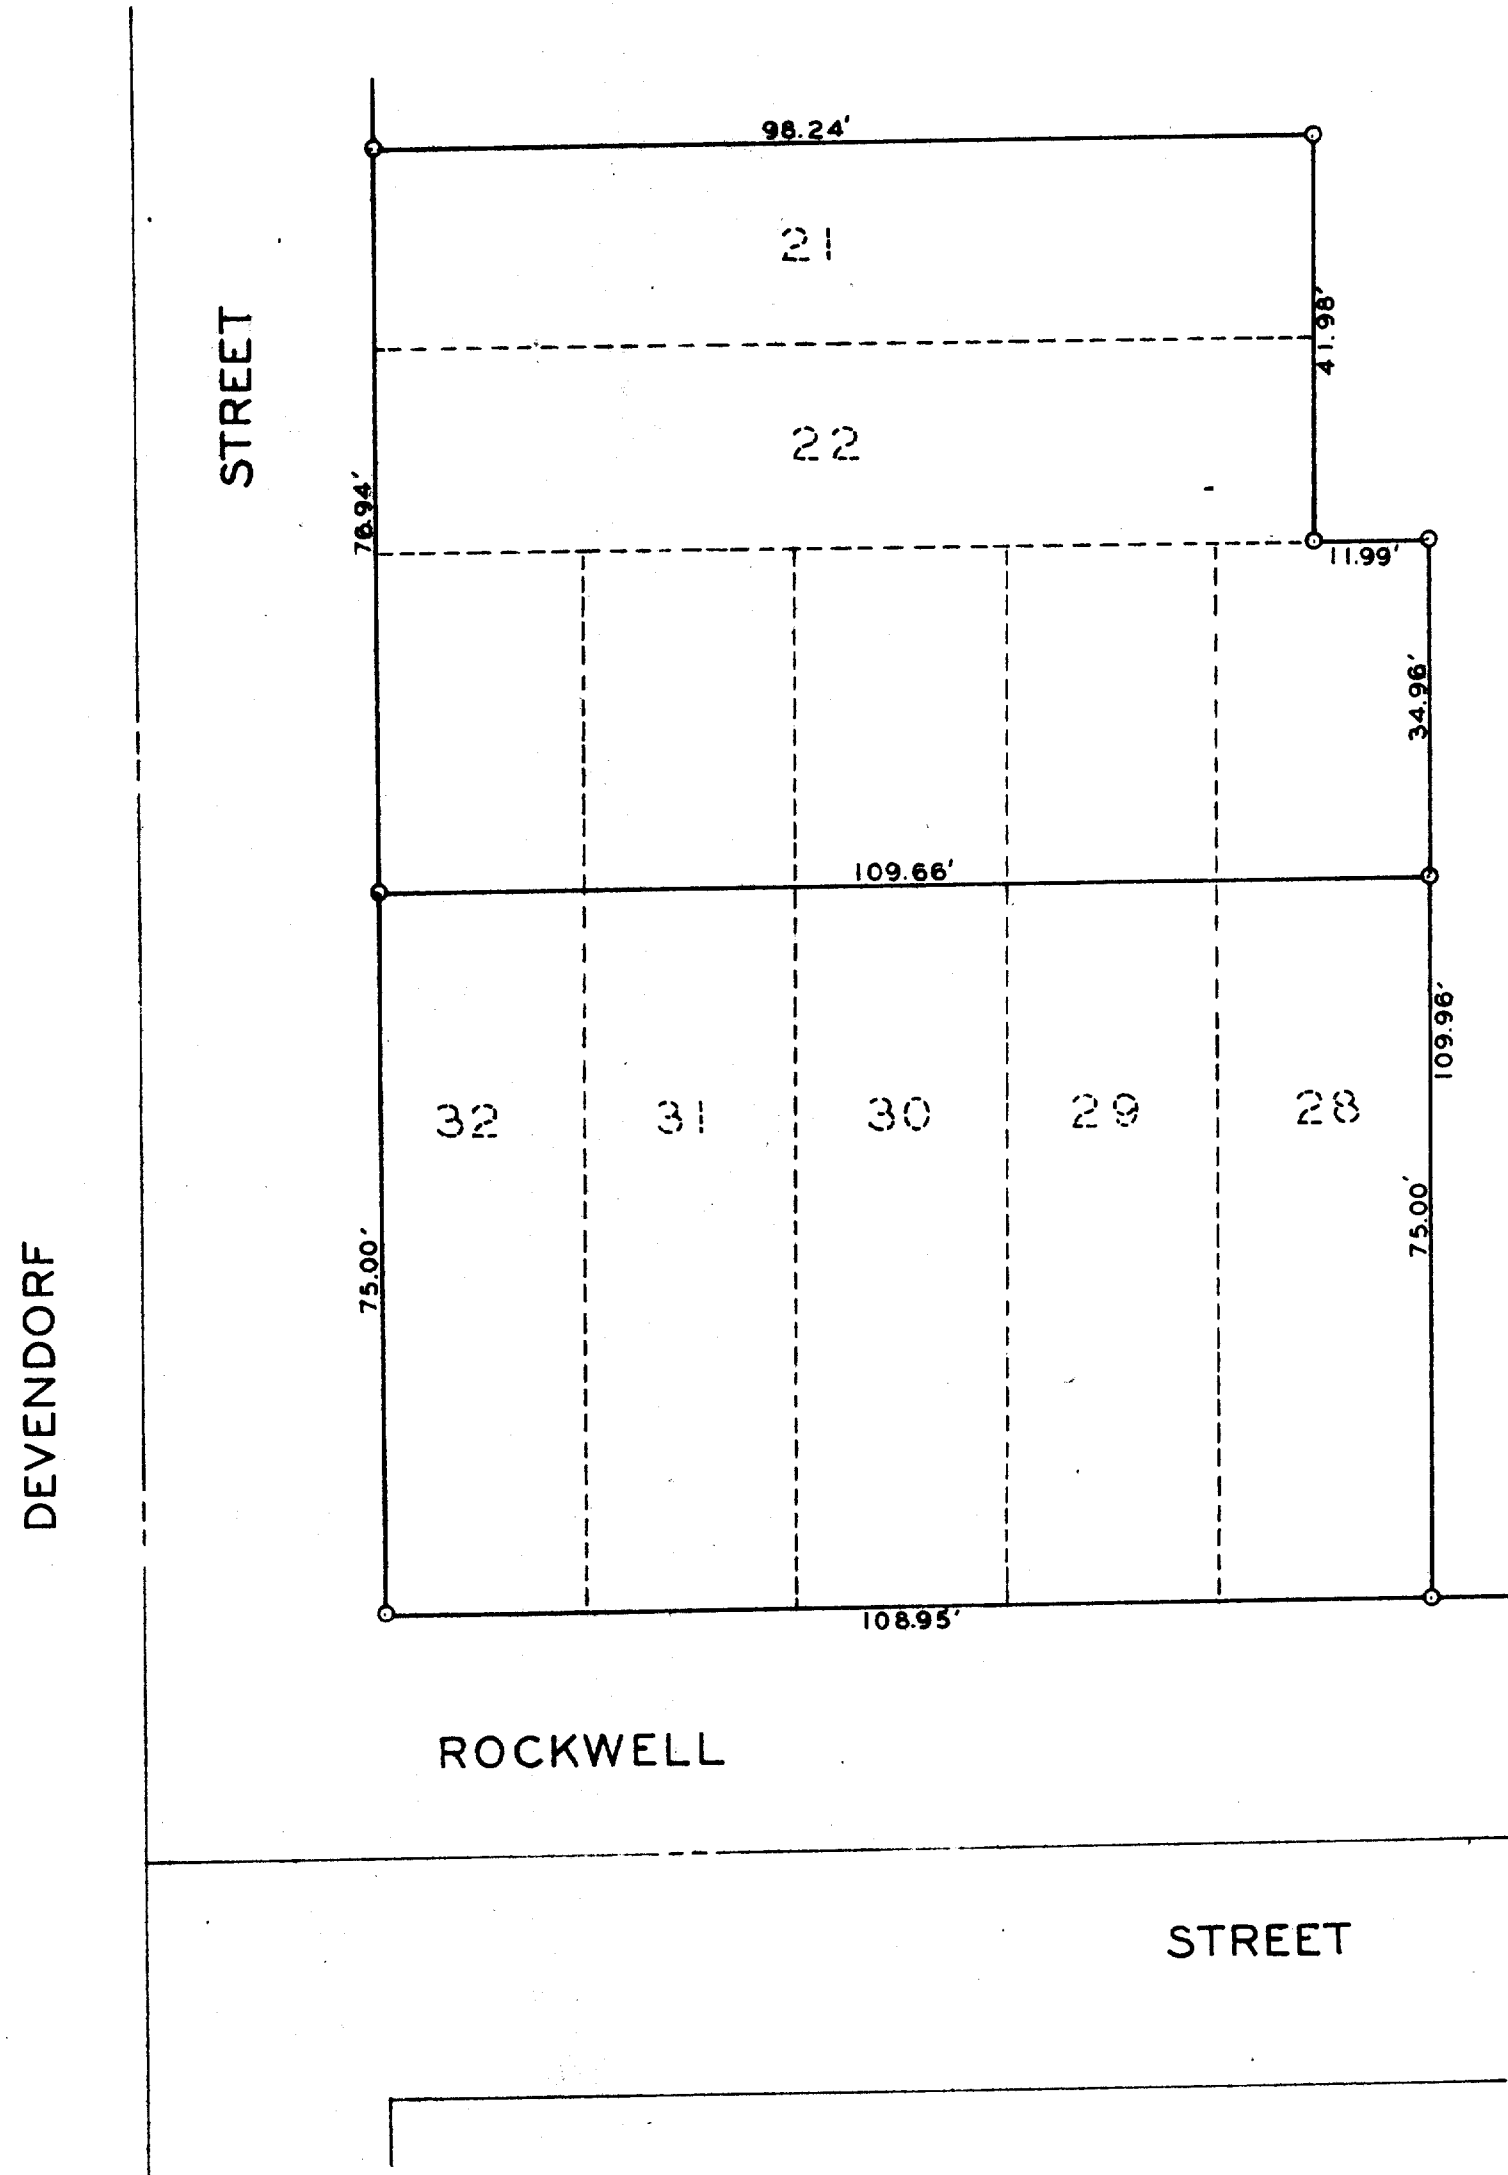 98.24'
21
41.98'
STREET
22
76.94'
11.99'
34.96'
109.66'
109.96'
32 31 30 29 28
75.00'
75.00'
DEVENDORF
108.95'
ROCKWELL
STREET